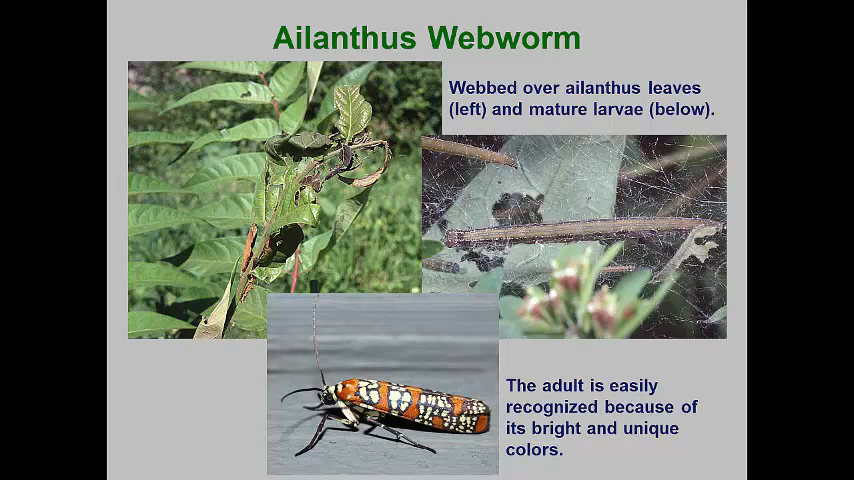 Ailanthus Webworm
Webbed over ailanthus leaves
(left) and mature larvae (below).
The adult is easily
recognized because of
its bright and unique
colors.